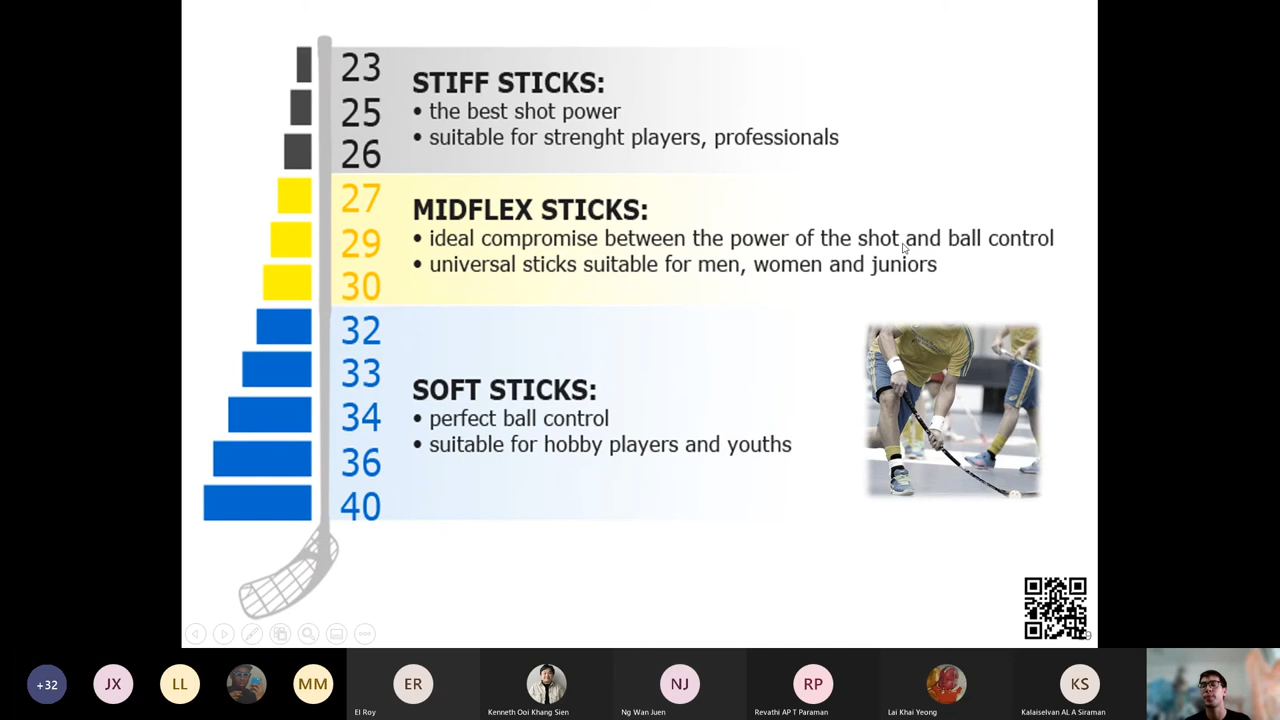 23
25
26
STIFF STICKS:
• the best shot power
• suitable for strenght players, professionals
27
29
30
MIDFLEX STICKS:
• ideal compromise between the power of the shot and ball control
• universal sticks suitable for men, women and juniors
32
33
34
36
40
SOFT STICKS:
• perfect ball control
• suitable for hobby players and youths
+32
JX
LL
MM
ER
NJ
RP
KS
El Roy
Kenneth Ooi Khang Sien
Ng Wan Juen
Revathi AP T Paraman
Lai Khai Yeong
Kalaiselvan AL A Siraman